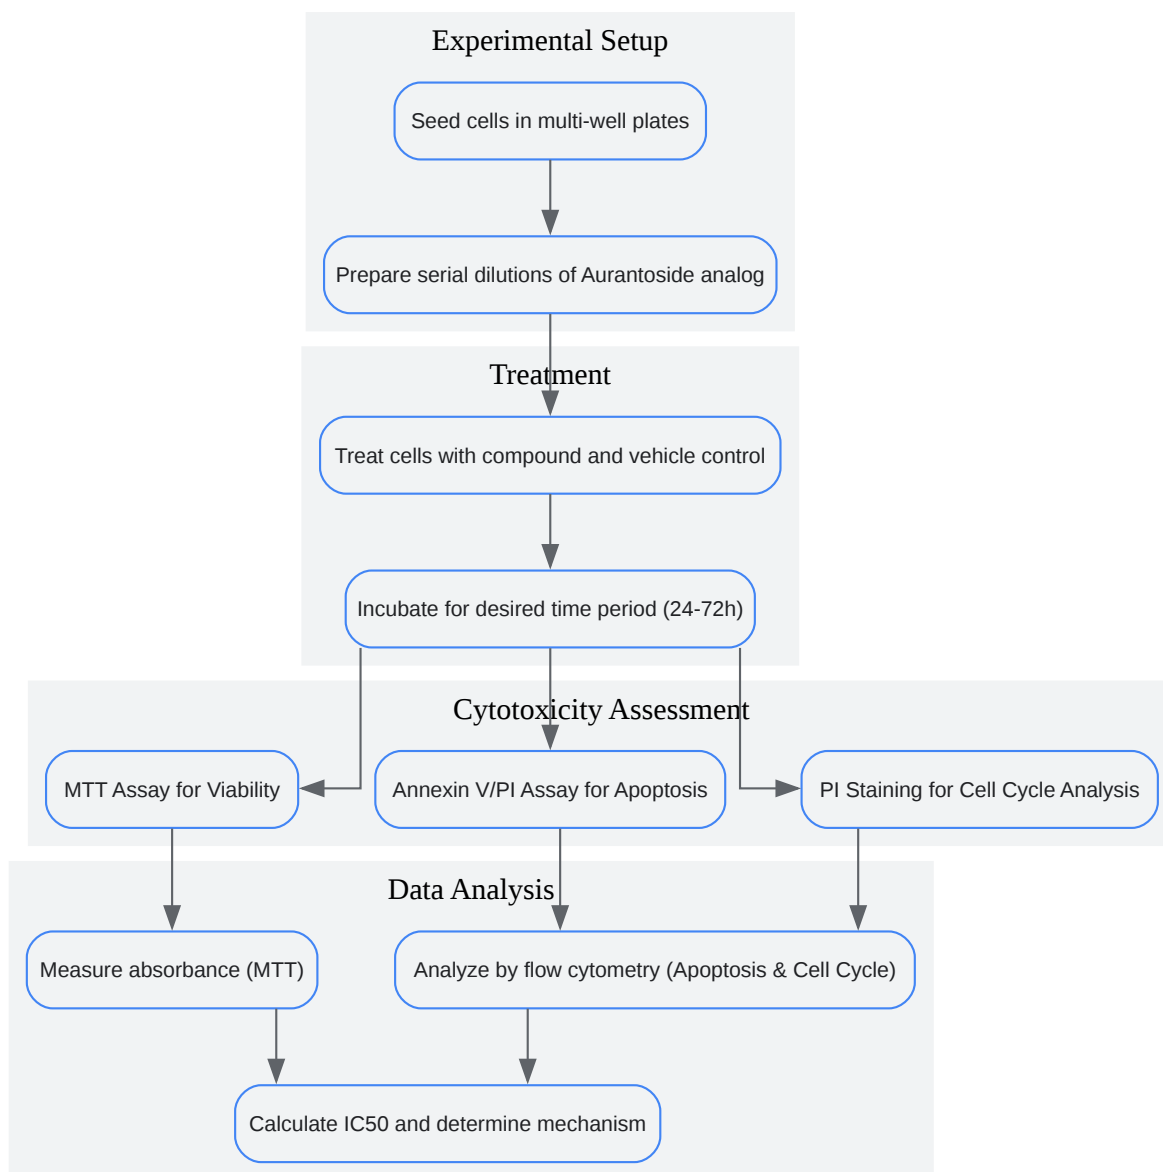 Experimental Setup
Seed cells in multi-well plates
Prepare serial dilutions of Aurantoside analog
Treatment
Treat cells with compound and vehicle control
Incubate for desired time period (24-72h)
Cytotoxicity Assessment
MTT Assay for Viability
Annexin V/PI Assay for Apoptosis
PI Staining for Cell Cycle Analysis
Data Analysis
Measure absorbance (MTT)
Analyze by flow cytometry (Apoptosis & Cell Cycle)
Calculate IC50 and determine mechanism